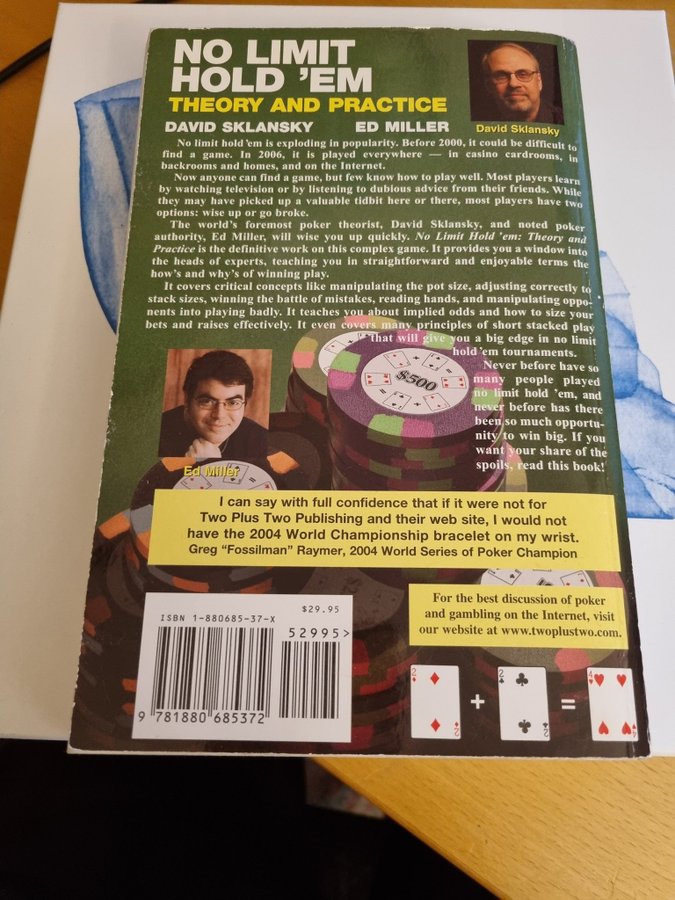 NO LIMIT
HOLD 'EM
THEORY AND PRACTICE
DAVID SKLANSKY ED MILLER
David Sklansky
No limit hold 'em is exploding in popularity. Before 2000, it could be difficult to
find a game. In 2006, it is played everywhere — in casino cardrooms, in
backrooms and homes, and on the Internet.
Now anyone can find a game, but few know how to play well. Most players learn
by watching television or by listening to dubious advice from their friends. While
they may have picked up a valuable tidbit here or there, most players have two
options: wise up or go broke.
The world's foremost poker theorist, David Sklansky, and noted poker
authority, Ed Miller, will wise you up quickly. No Limit Hold 'em: Theory and
Practice is the definitive work on this complex game. It provides you a window into
the heads of experts, teaching you in straightforward and enjoyable terms the
how's and why's of winning play.
It covers critical concepts like manipulating the pot size, adjusting correctly to
stack sizes, winning the battle of mistakes, reading hands, and manipulating oppo-
nents into playing badly. It teaches you about implied odds and how to size your
bets and raises effectively. It even covers many principles of short stacked play
that will give you a big edge in no limit
hold 'em tournaments.
Never before have so
many people played
no limit hold 'em, and
never before has there
been so much opportu-
nity to win big. If you
want your share of the
spoils, read this book!
$500
Ed Miller
I can say with full confidence that if it were not for
Two Plus Two Publishing and their web site, I would not
have the 2004 World Championship bracelet on my wrist.
Greg "Fossilman" Raymer, 2004 World Series of Poker Champion
For the best discussion of poker
and gambling on the Internet, visit
our website at www.twoplustwo.com.
ISBN 1-880685-37-X
$29.95
52995>
9 781880 685372
2 2 + 2 2 = 4 4